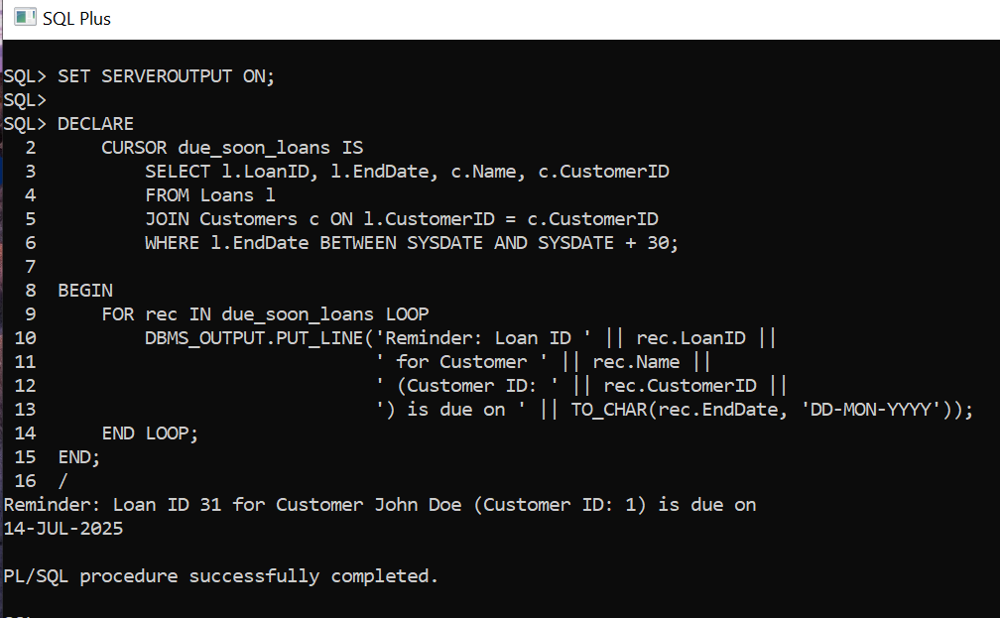 SQL Plus
SQL> SET SERVEROUTPUT ON;
SQL>
SQL> DECLARE
  2      CURSOR due_soon_loans IS
  3          SELECT l.LoanID, l.EndDate, c.Name, c.CustomerID
  4          FROM Loans l
  5          JOIN Customers c ON l.CustomerID = c.CustomerID
  6          WHERE l.EndDate BETWEEN SYSDATE AND SYSDATE + 30;
  7
  8  BEGIN
  9      FOR rec IN due_soon_loans LOOP
 10          DBMS_OUTPUT.PUT_LINE('Reminder: Loan ID ' || rec.LoanID ||
 11                               ' for Customer ' || rec.Name ||
 12                               ' (Customer ID: ' || rec.CustomerID ||
 13                               ') is due on ' || TO_CHAR(rec.EndDate, 'DD-MON-YYYY'));
 14      END LOOP;
 15  END;
 16  /
Reminder: Loan ID 31 for Customer John Doe (Customer ID: 1) is due on
14-JUL-2025
PL/SQL procedure successfully completed.